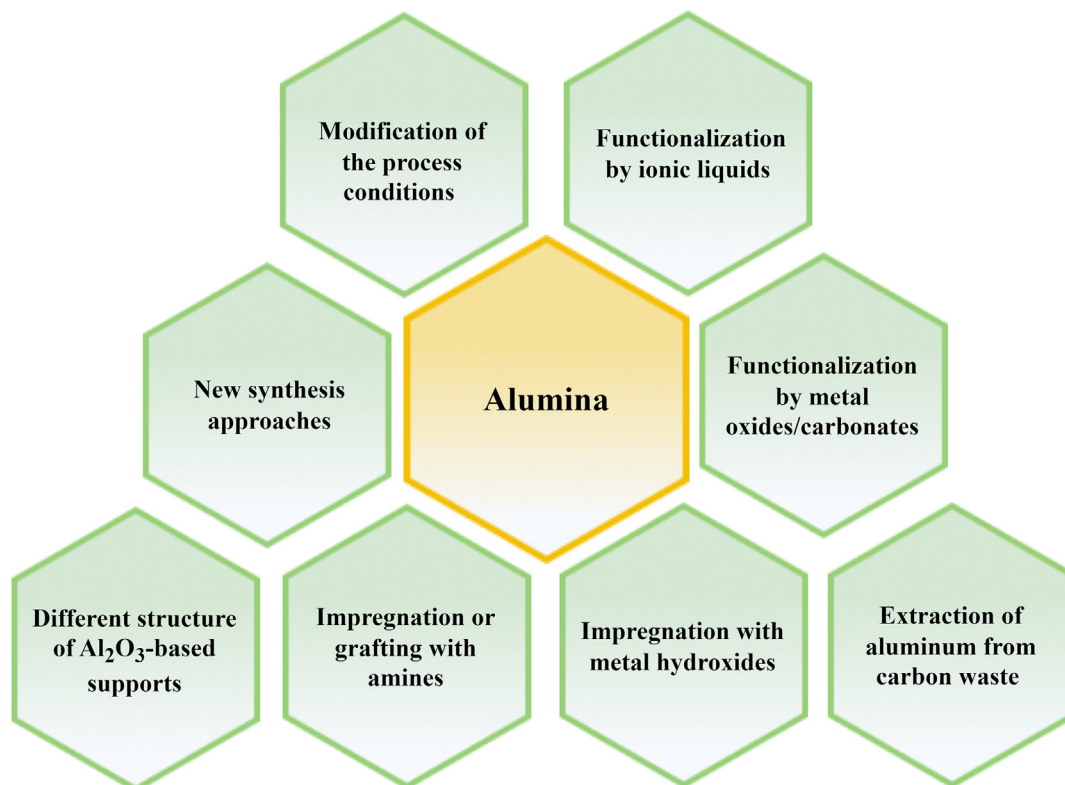 Modification of
the process
conditions
Functionalization
by ionic liquids
New synthesis
approaches
Alumina
Functionalization
by metal
oxides/carbonates
Different structure
of Al₂O₃-based
supports
Impregnation or
grafting with
amines
Impregnation with
metal hydroxides
Extraction of
aluminum from
carbon waste